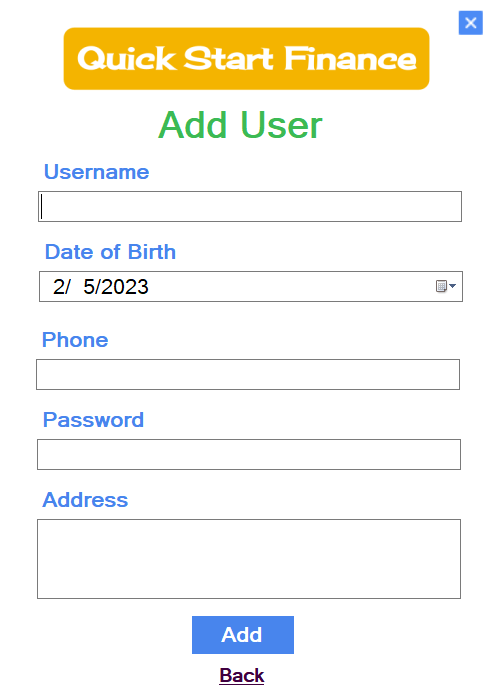 Quick Start Finance
Add User
Username
Date of Birth
2/ 5/2023
Phone
Password
Address
Add
Back